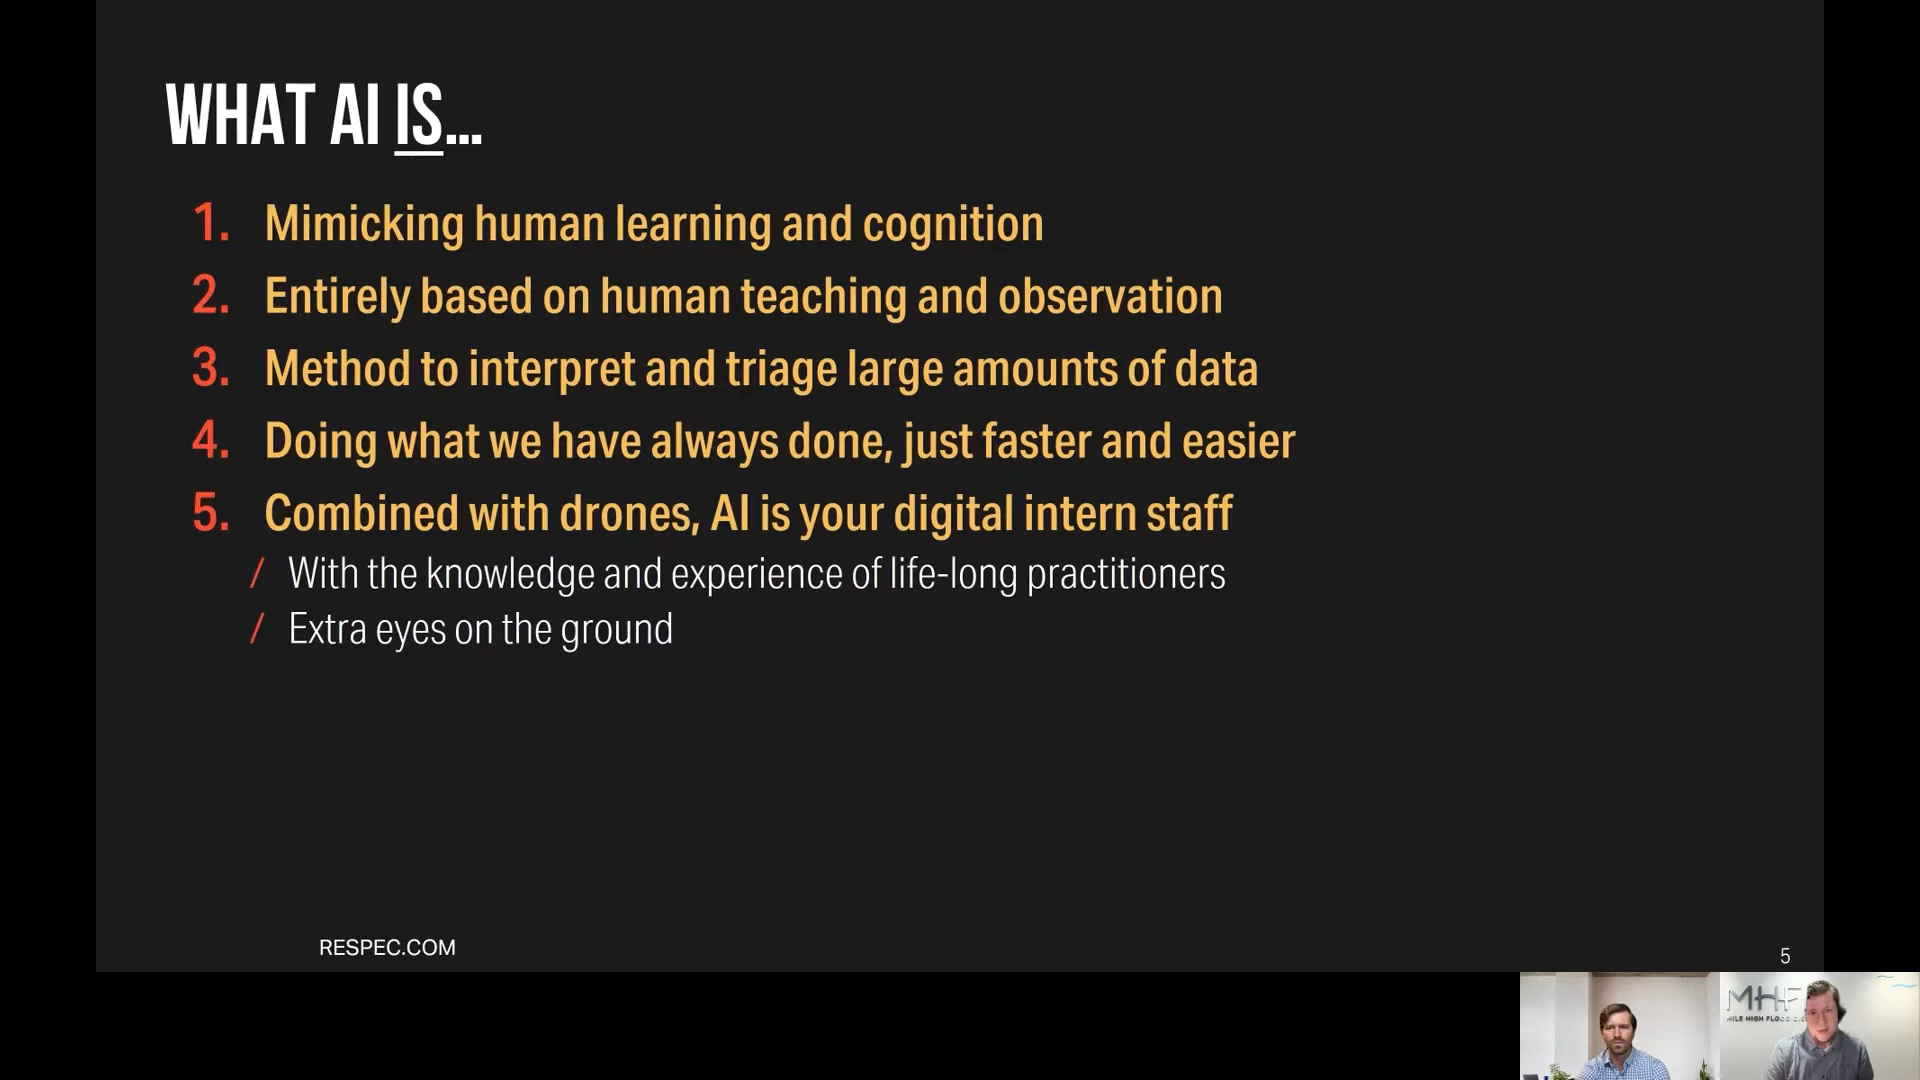 WHAT AI IS...
1. Mimicking human learning and cognition
2. Entirely based on human teaching and observation
3. Method to interpret and triage large amounts of data
4. Doing what we have always done, just faster and easier
5. Combined with drones, AI is your digital intern staff
/ With the knowledge and experience of life-long practitioners
/ Extra eyes on the ground
RESPEC.COM
5
MHF
MILE HIGH